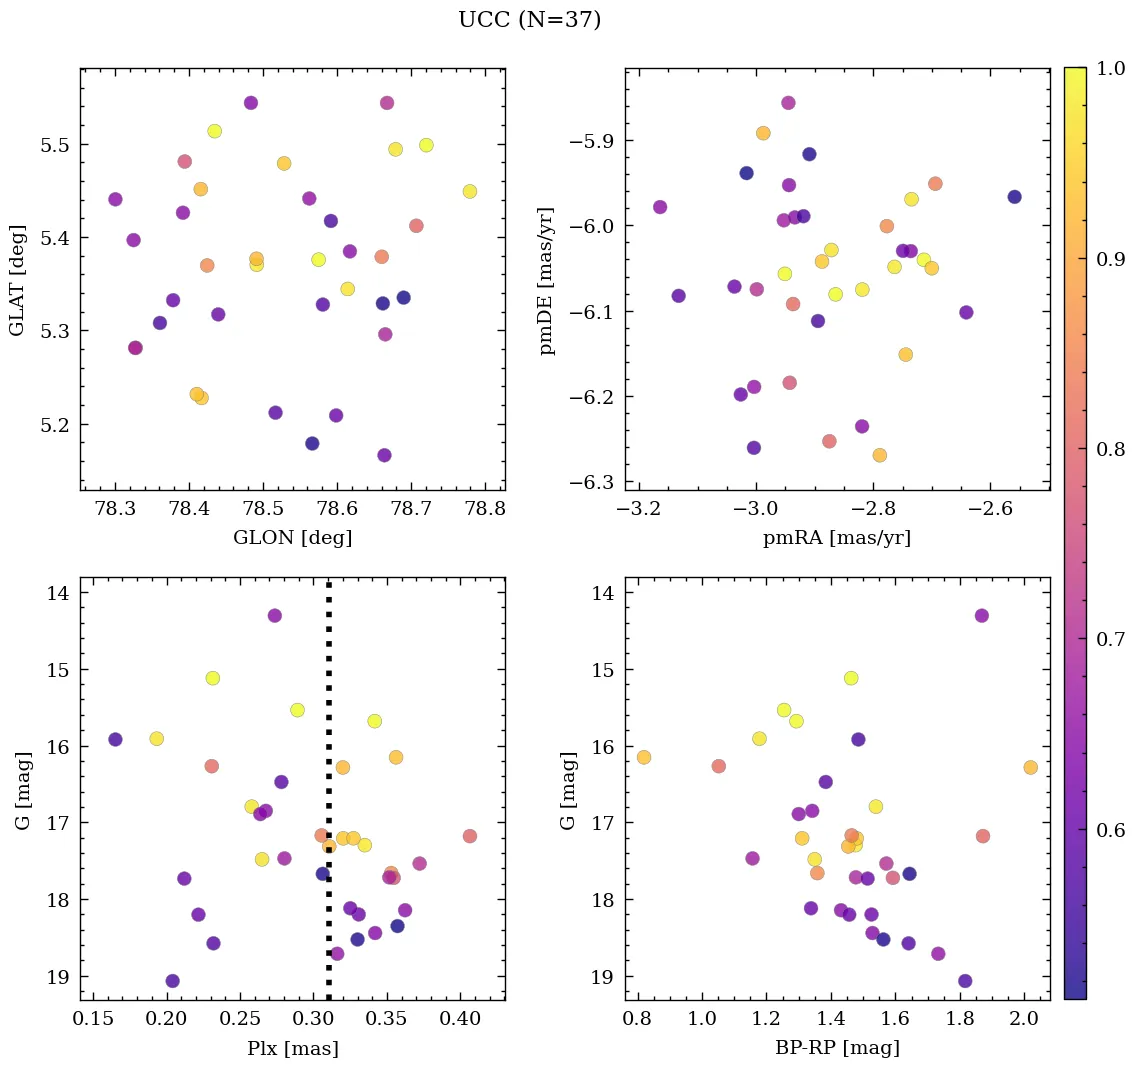 UCC (N=37)
5.5
5.4
5.3
5.2
GLAT [deg]
78.3 78.4 78.5 78.6 78.7 78.8
GLON [deg]
−5.9
−6.0
−6.1
−6.2
−6.3
pmDE [mas/yr]
−3.2 −3.0 −2.8 −2.6
pmRA [mas/yr]
1.0
0.9
0.8
0.7
0.6
14
15
16
17
18
19
G [mag]
0.15 0.20 0.25 0.30 0.35 0.40
Plx [mas]
14
15
16
17
18
19
G [mag]
0.8 1.0 1.2 1.4 1.6 1.8 2.0
BP-RP [mag]